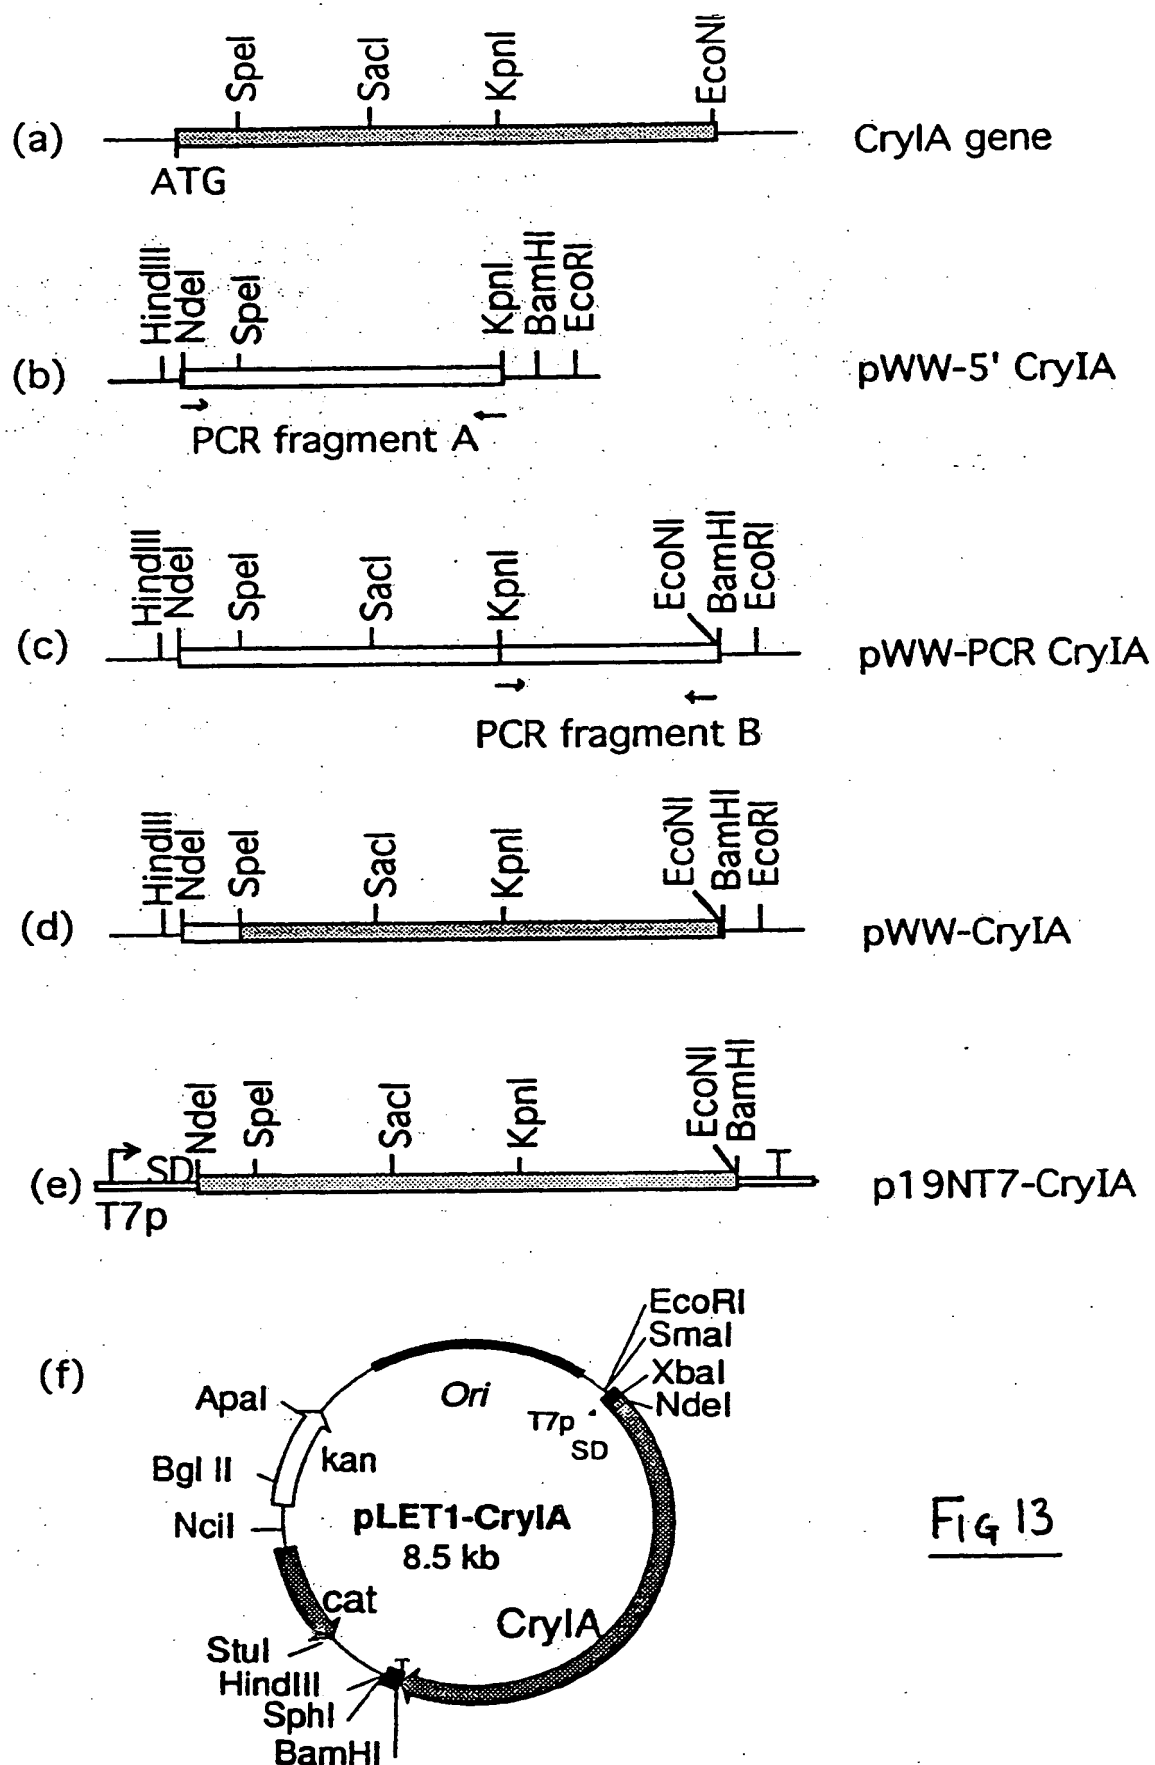 SpeI SacI KpnI EcoNI
(a) CryIA gene
ATG
HindIII NdeI SpeI KpnI BamHI EcoRI
(b) pWW-5' CryIA
PCR fragment A
HindIII NdeI SpeI SacI KpnI EcoNI BamHI EcoRI
(c) pWW-PCR CryIA
PCR fragment B
HindIII NdeI SpeI SacI KpnI EcoNI BamHI EcoRI
(d) pWW-CryIA
NdeI SpeI SacI KpnI EcoNI BamHI
SD T
(e) p19NT7-CryIA
T7p
(f)
EcoRI
SmaI
XbaI
NdeI
Ori
T7p
SD
ApaI
kan
Bgl II
NciI
pLET1-CryIA
8.5 kb
cat
CryIA
StuI
T
HindIII
SphI
BamHI
Fig 13